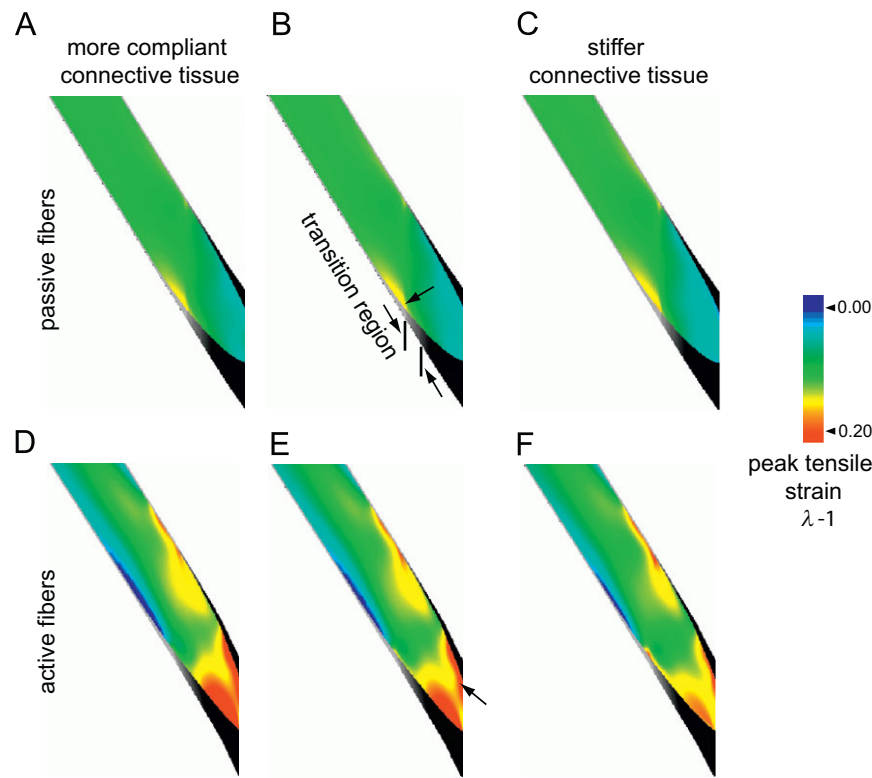 A
B
C
more compliant
connective tissue
stiffer
connective tissue
passive fibers
transition region
0.00
0.20
peak tensile
strain
λ-1
D
E
F
active fibers